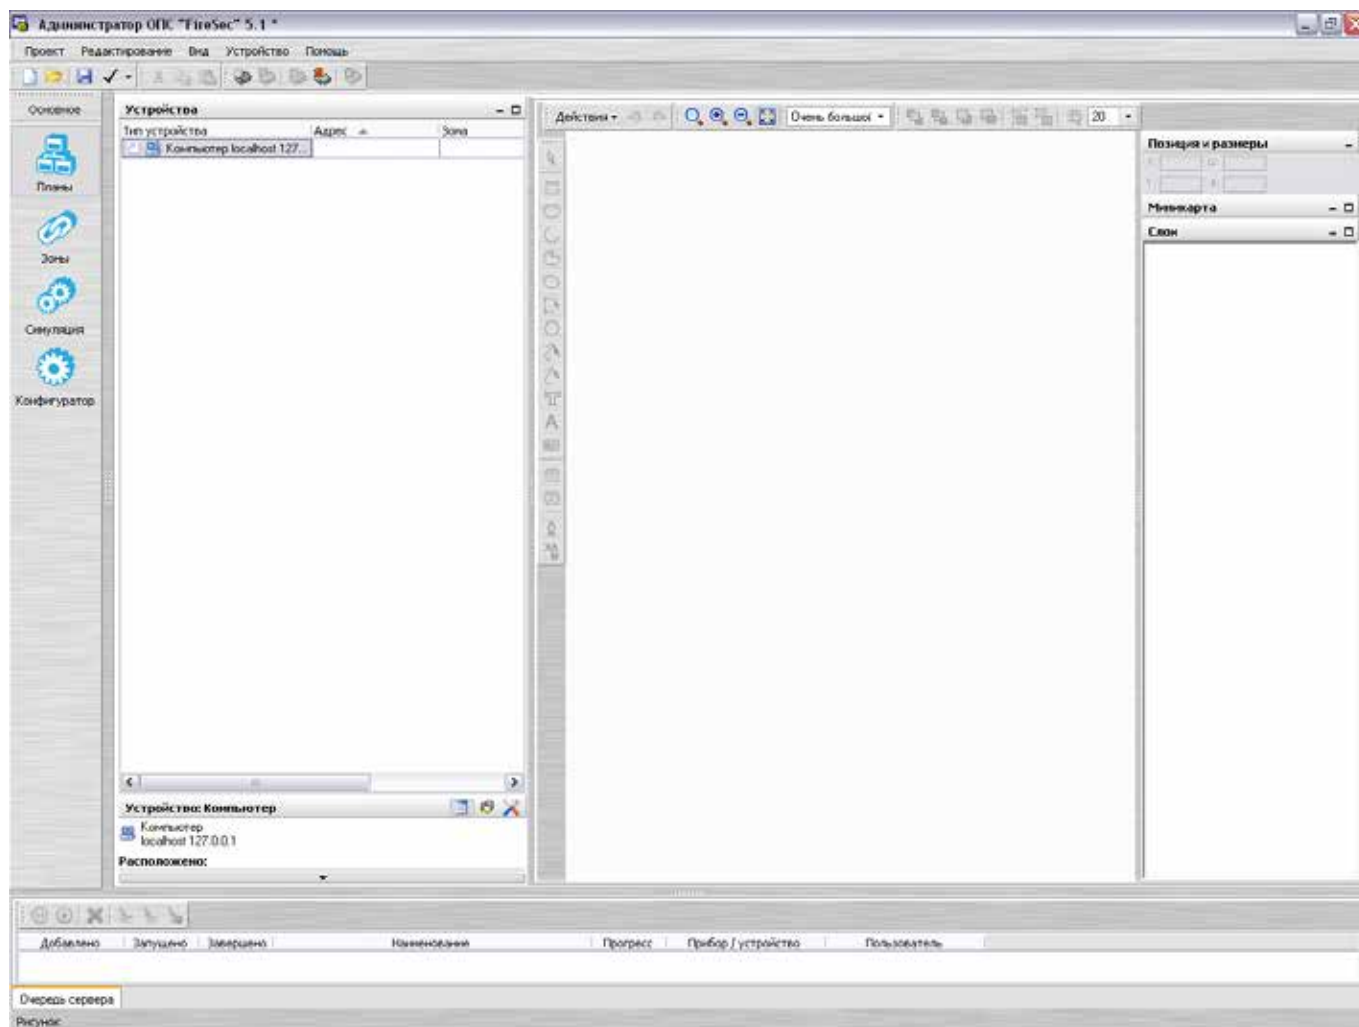 Администратор ОПС "FireSec" 5.1 *
Проект Редактирование Вид Устройство Помощь
Основное
Планы
Зоны
Симуляция
Конфигуратор
Устройства
Тип устройства Адрес Зона
Компьютер localhost 127...
Действия
Очень большой
20
Позиция и размеры
Миникарта
Слои
Устройство: Компьютер
Компьютер
localhost 127.0.0.1
Расположено:
Добавлено Запущено Завершено Наименование Прогресс Прибор / устройство Пользователь
Очередь сервера
Рисунок: